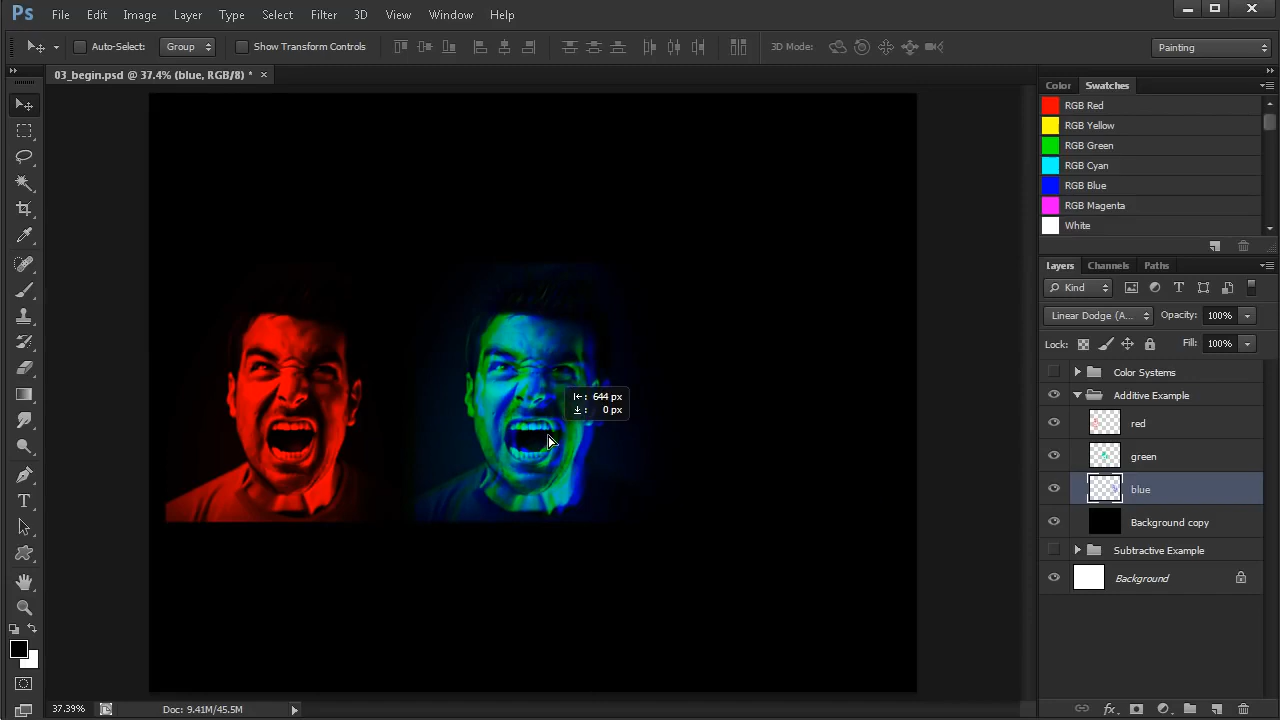 Ps File Edit Image Layer Type Select Filter 3D View Window Help
Auto-Select: Group Show Transform Controls 3D Mode: Painting
03_begin.psd @ 37.4% (blue, RGB/8) * ×
Color Swatches
RGB Red
RGB Yellow
RGB Green
RGB Cyan
RGB Blue
RGB Magenta
White
Layers Channels Paths
Kind
Linear Dodge (A... Opacity: 100%
Lock: Fill: 100%
Color Systems
Additive Example
red
green
blue
Background copy
Subtractive Example
Background
644 px
0 px
37.39% Doc: 9.41M/45.5M